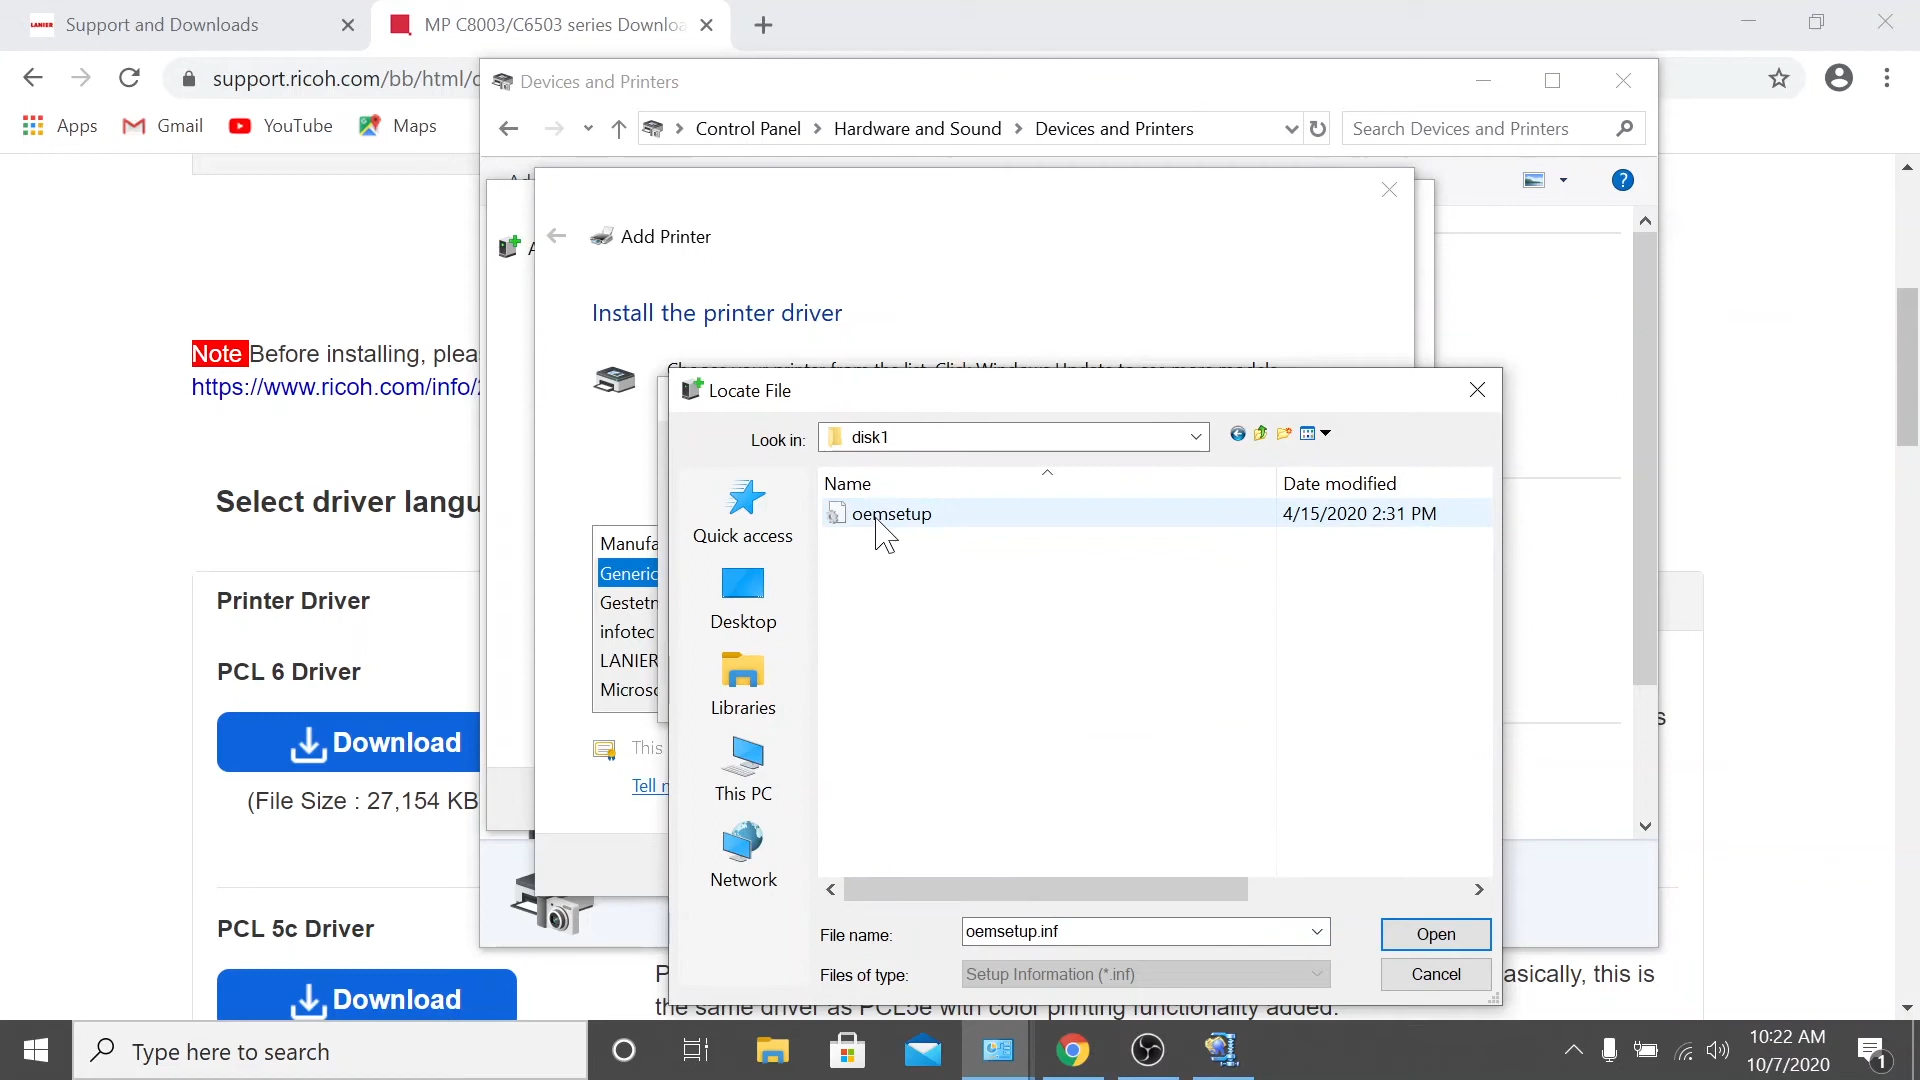 LANIER Support and Downloads
MP C8003/C6503 series Downloa
support.ricoh.com/bb/html/
Apps
Gmail
YouTube
Maps
Devices and Printers
Control Panel > Hardware and Sound > Devices and Printers
Search Devices and Printers
Add Printer
Install the printer driver
Note Before installing, plea
https://www.ricoh.com/info/
Select driver langu
Printer Driver
PCL 6 Driver
Download
(File Size : 27,154 KB
PCL 5c Driver
Download
Manufa
Generic
Gestetn
infotec
LANIER
Microso
This
Tell
Locate File
Look in:
disk1
Name
Date modified
oemsetup
4/15/2020 2:31 PM
Quick access
Desktop
Libraries
This PC
Network
File name:
oemsetup.inf
Open
Files of type:
Setup Information (*.inf)
Cancel
asically, this is
the same driver as PCL5e with color printing functionality added.
Type here to search
10:22 AM
10/7/2020
1